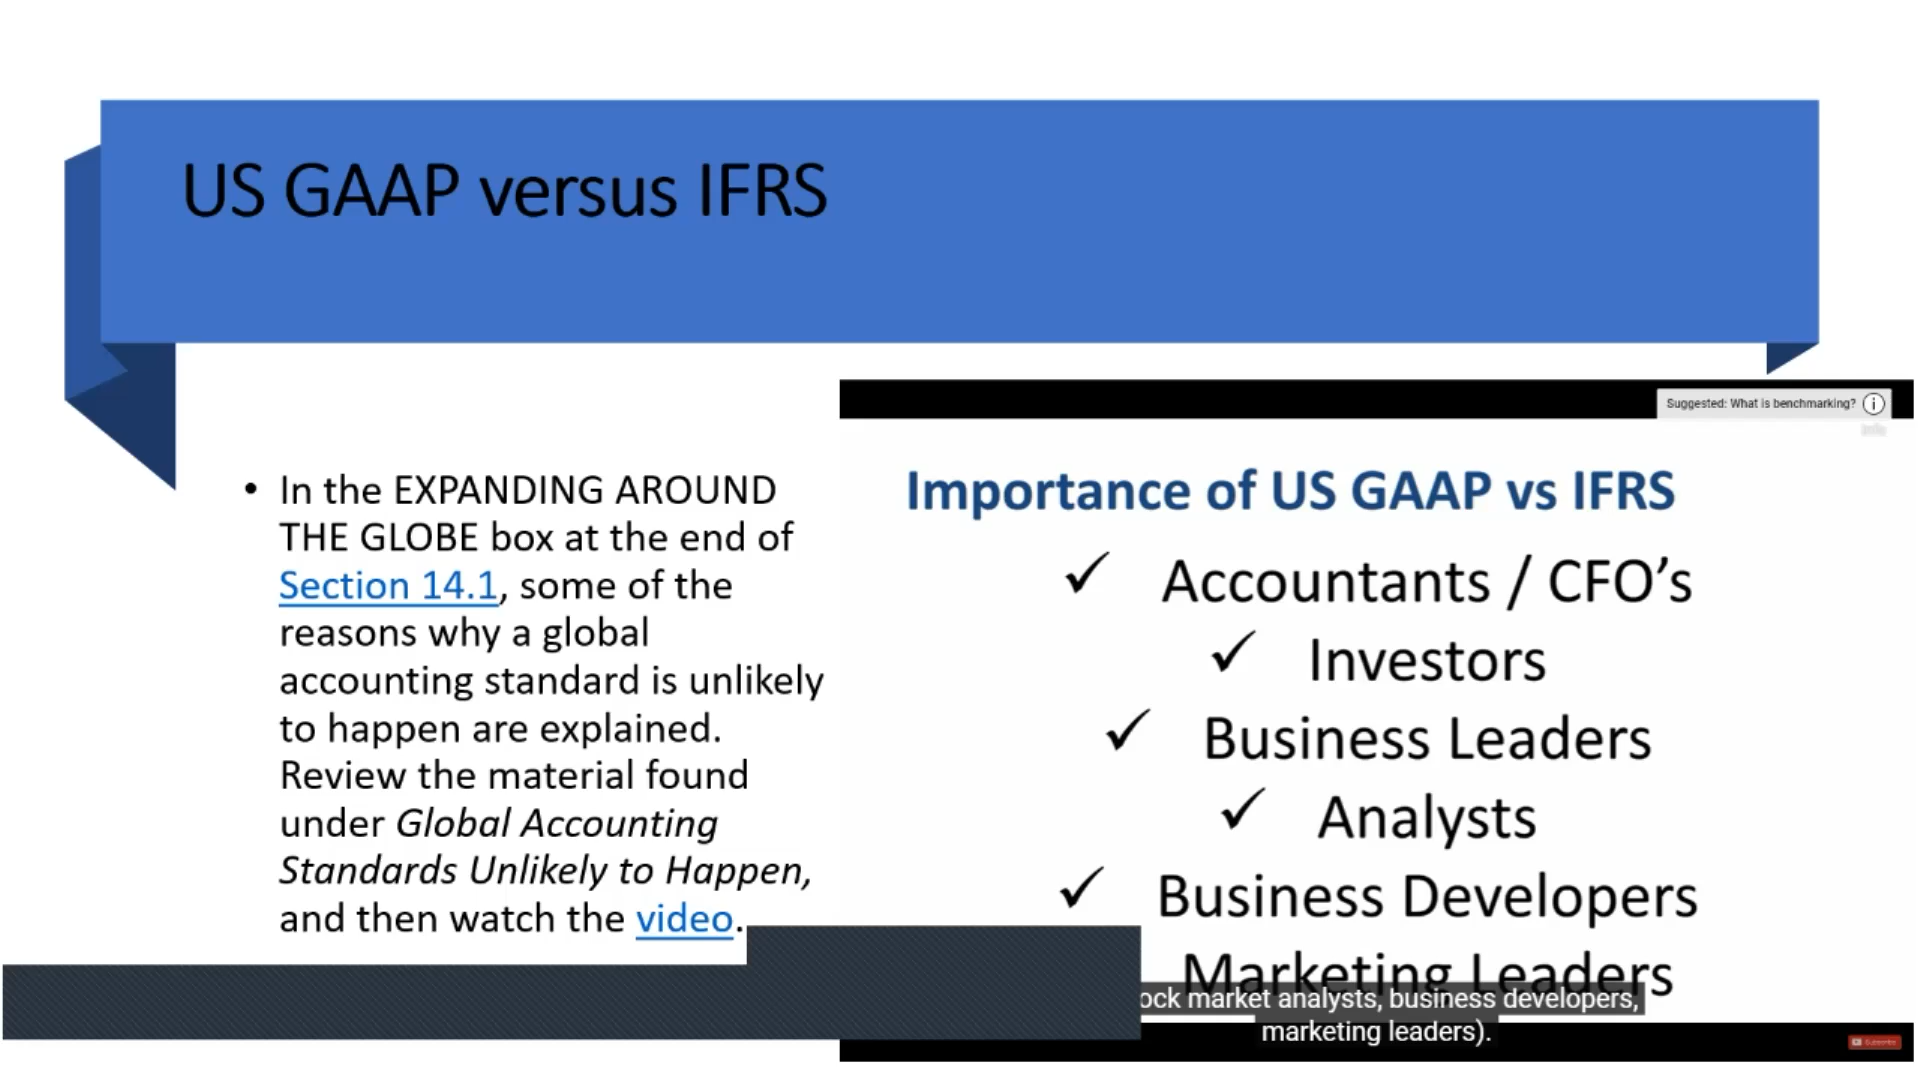 US GAAP versus IFRS
• In the EXPANDING AROUND
THE GLOBE box at the end of
Section 14.1, some of the
reasons why a global
accounting standard is unlikely
to happen are explained.
Review the material found
under Global Accounting
Standards Unlikely to Happen,
and then watch the video.
Suggested: What is benchmarking?
Importance of US GAAP vs IFRS
✓ Accountants / CFO’s
✓ Investors
✓ Business Leaders
✓ Analysts
✓ Business Developers
Marketing Leaders
market analysts, business developers,
marketing leaders).
Subscribe